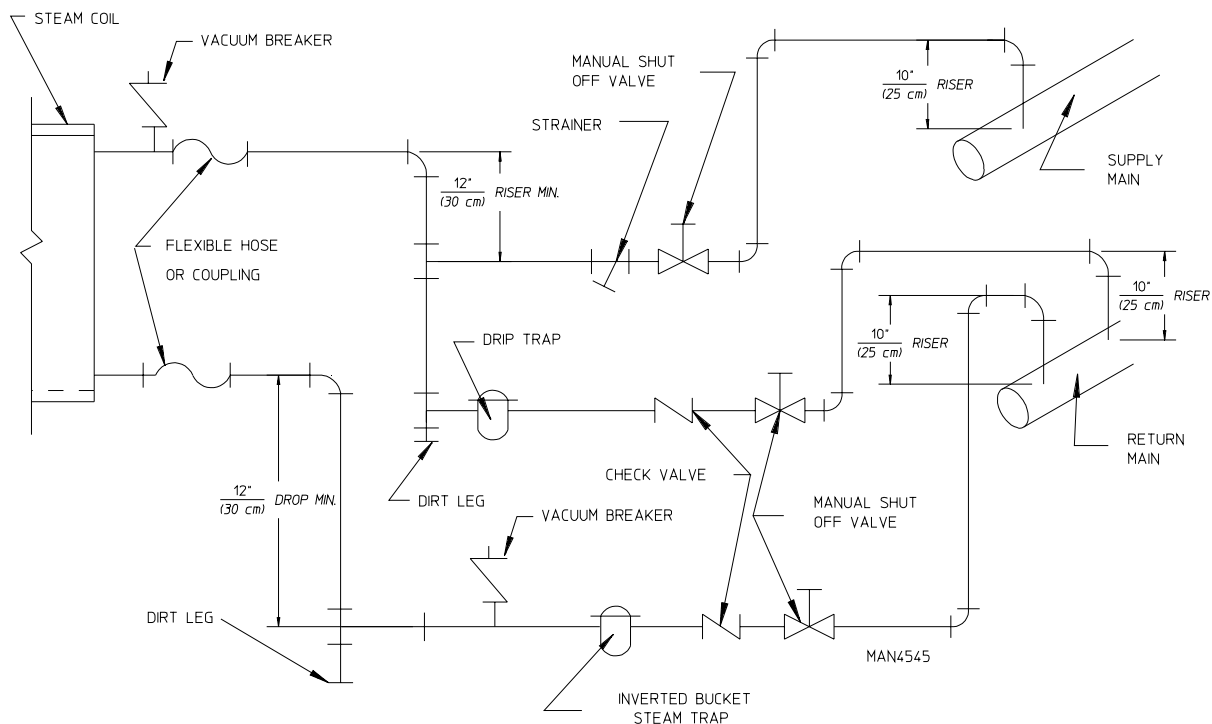 STEAM COIL
VACUUM BREAKER
MANUAL SHUT
OFF VALVE
10"
(25 cm) RISER
STRAINER
SUPPLY
MAIN
12"
(30 cm) RISER MIN.
FLEXIBLE HOSE
OR COUPLING
10"
(25 cm) RISER
10"
(25 cm) RISER
DRIP TRAP
RETURN
MAIN
CHECK VALVE
12"
(30 cm) DROP MIN.
DIRT LEG
MANUAL SHUT
OFF VALVE
VACUUM BREAKER
DIRT LEG
MAN4545
INVERTED BUCKET
STEAM TRAP